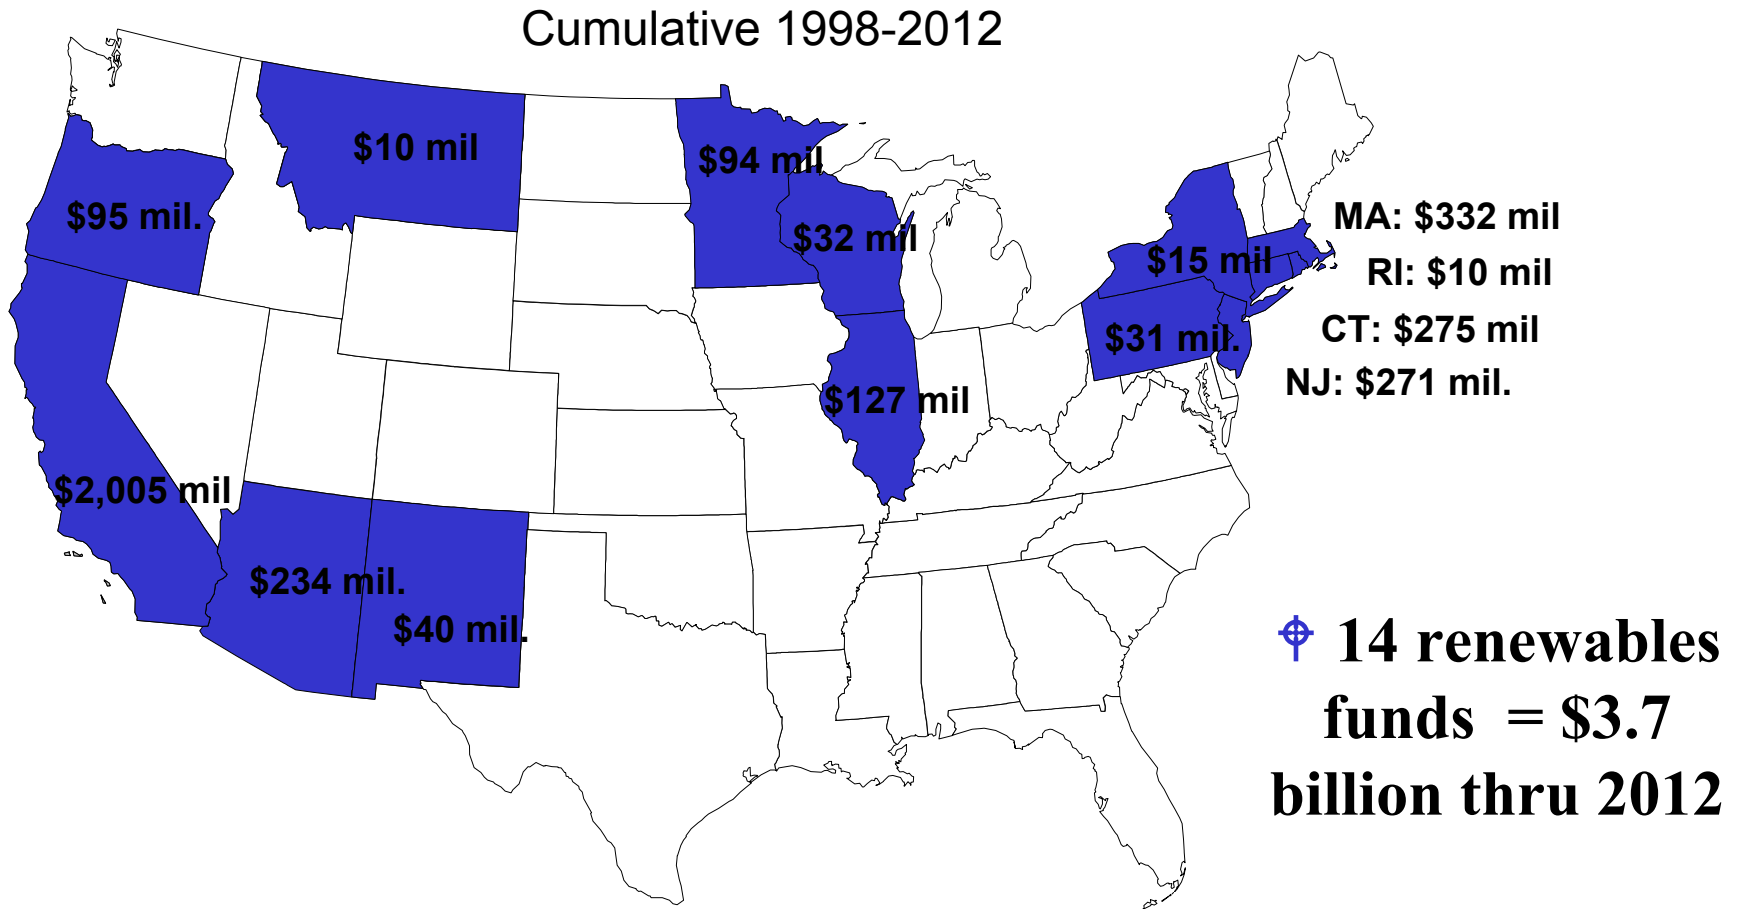 Cumulative 1998-2012
$10 mil
$94 mil
$95 mil.
$32 mil
$15 mil
MA: $332 mil
RI: $10 mil
CT: $275 mil
$31 mil.
NJ: $271 mil.
$127 mil
$2,005 mil
$234 mil.
$40 mil.
14 renewables
funds = $3.7
billion thru 2012